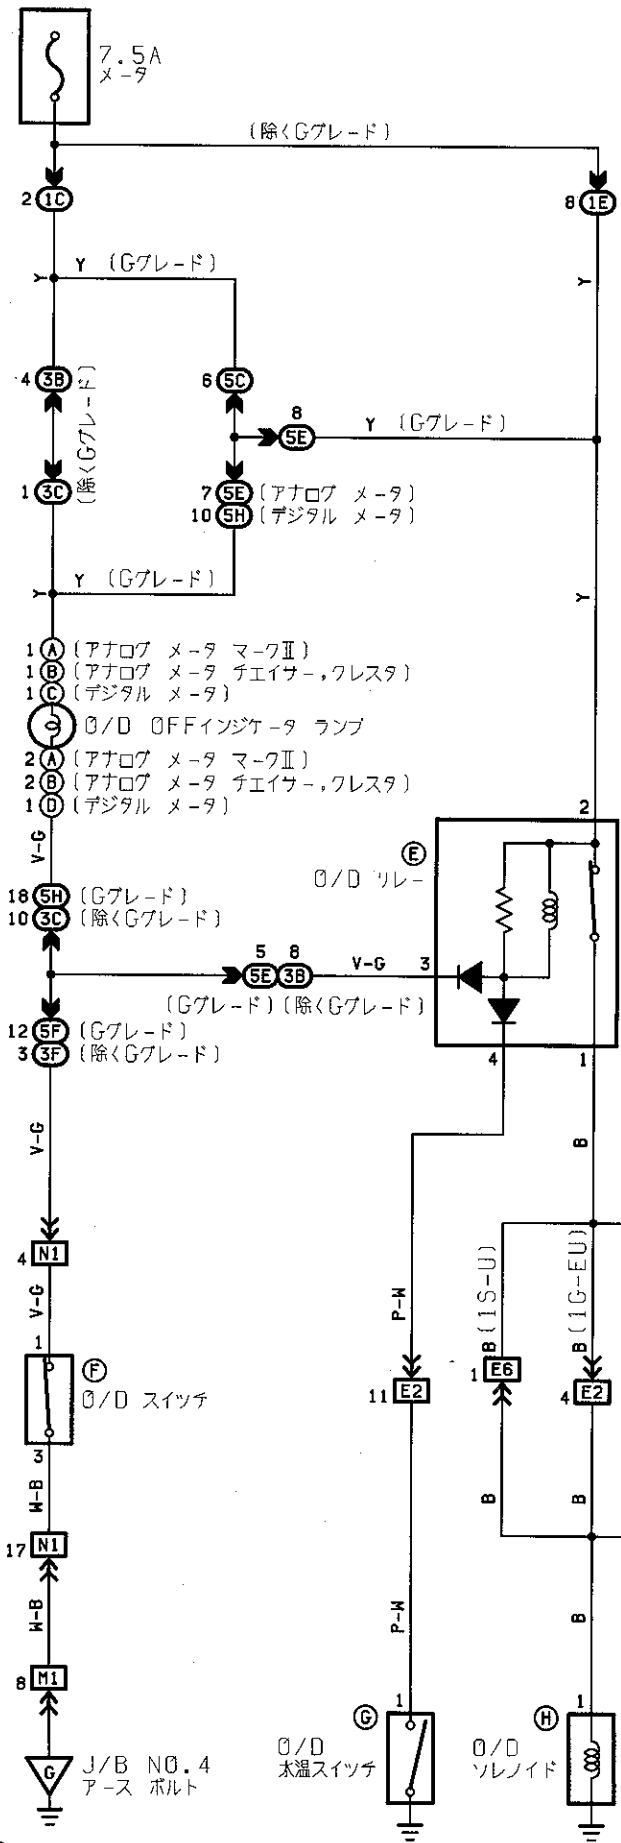 7.5A
メータ
(除くGグレード)
2 1C
8 1E
Y (Gグレード)
Y
Y
4 3B
(除くGグレード)
6 5C
8
5E
Y (Gグレード)
1 3C
7 5E (アナログ メータ)
10 5H (デジタル メータ)
Y (Gグレード)
Y
Y
1 A (アナログ メータ マークⅡ)
1 B (アナログ メータ チエイサー,クレスタ)
1 C (デジタル メータ)
O/D OFFインジケータ ランプ
2 A (アナログ メータ マークⅡ)
2 B (アナログ メータ チエイサー,クレスタ)
1 D (デジタル メータ)
2
V-G
E
O/D リレー
18 5H (Gグレード)
10 3C (除くGグレード)
5 8
5E 3B
V-G 3
(Gグレード) (除くGグレード)
12 5F (Gグレード)
3 3F (除くGグレード)
4 1
V-G
B
4 N1
V-G
P-W
B (1S-U)
B (1G-EU)
1
F
O/D スイッチ
11 E2
1 E6
4 E2
3
W-B
B
B
17 N1
W-B
P-W
B
8 M1
G
1
H
1
G
J/B NO.4
アース ボルト
O/D
水温スイッチ
O/D
ソレノイド